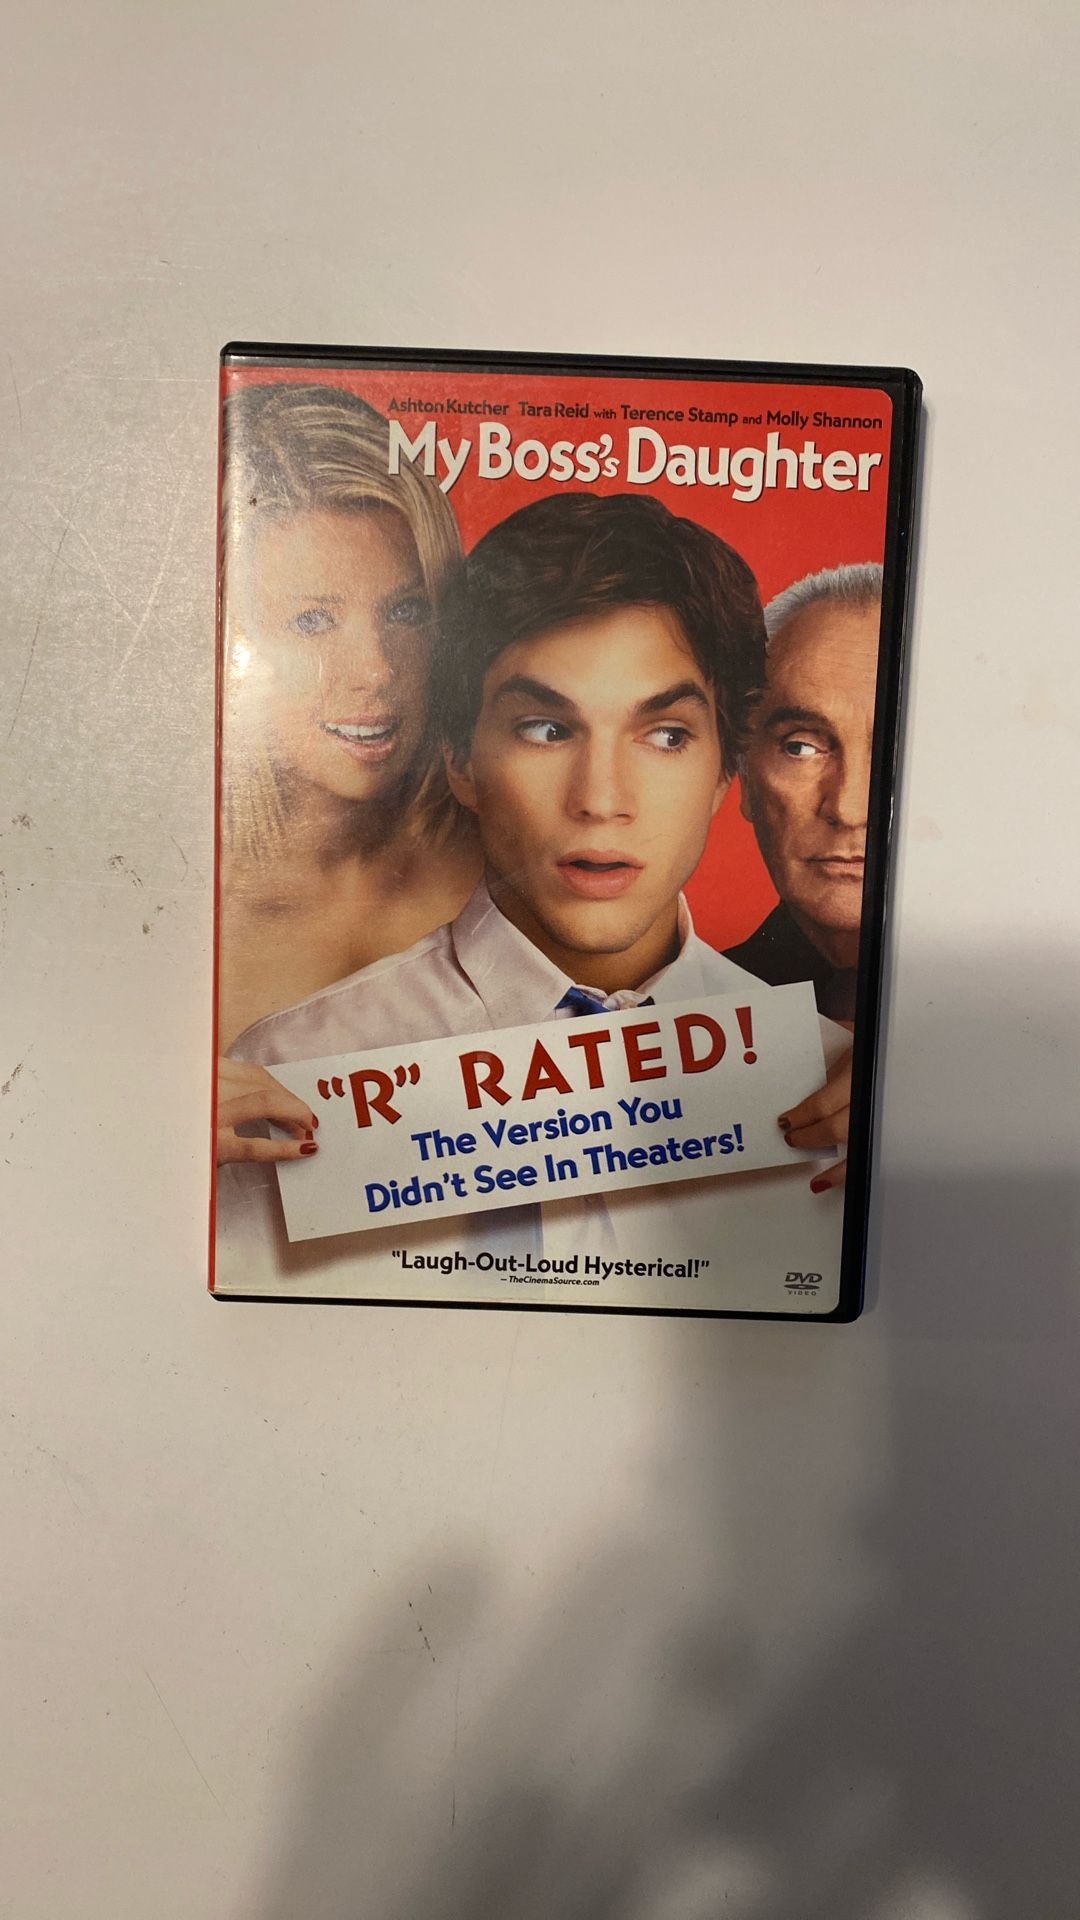 Ashton Kutcher Tara Reid with Terence Stamp and Molly Shannon
My Boss's Daughter
"R" RATED!
The Version You
Didn't See In Theaters!
"Laugh-Out-Loud Hysterical!"
— TheCinemaSource.com
DVD
VIDEO